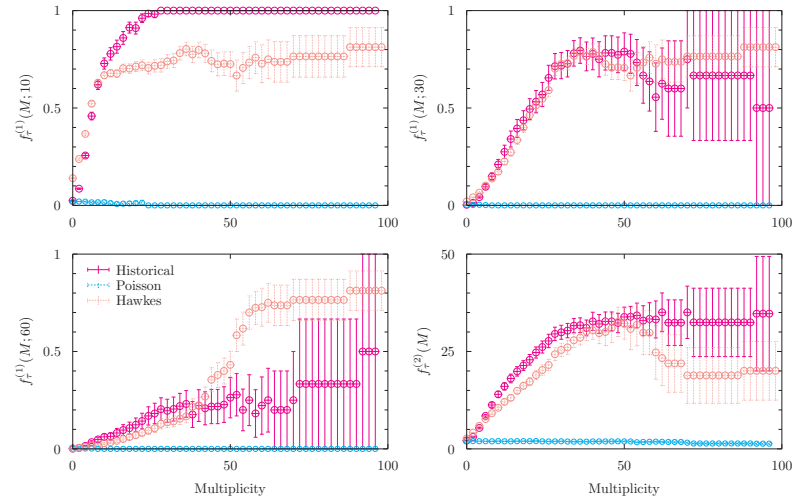 1
0.5
0
0 50 100
f_τ^(1)(M; 10)
1
0.5
0
0 50 100
f_τ^(1)(M; 30)
1
0.5
0
0 50 100
f_τ^(1)(M; 60)
Historical
Poisson
Hawkes
Multiplicity
50
25
0
0 50 100
f_τ^(2)(M)
Multiplicity